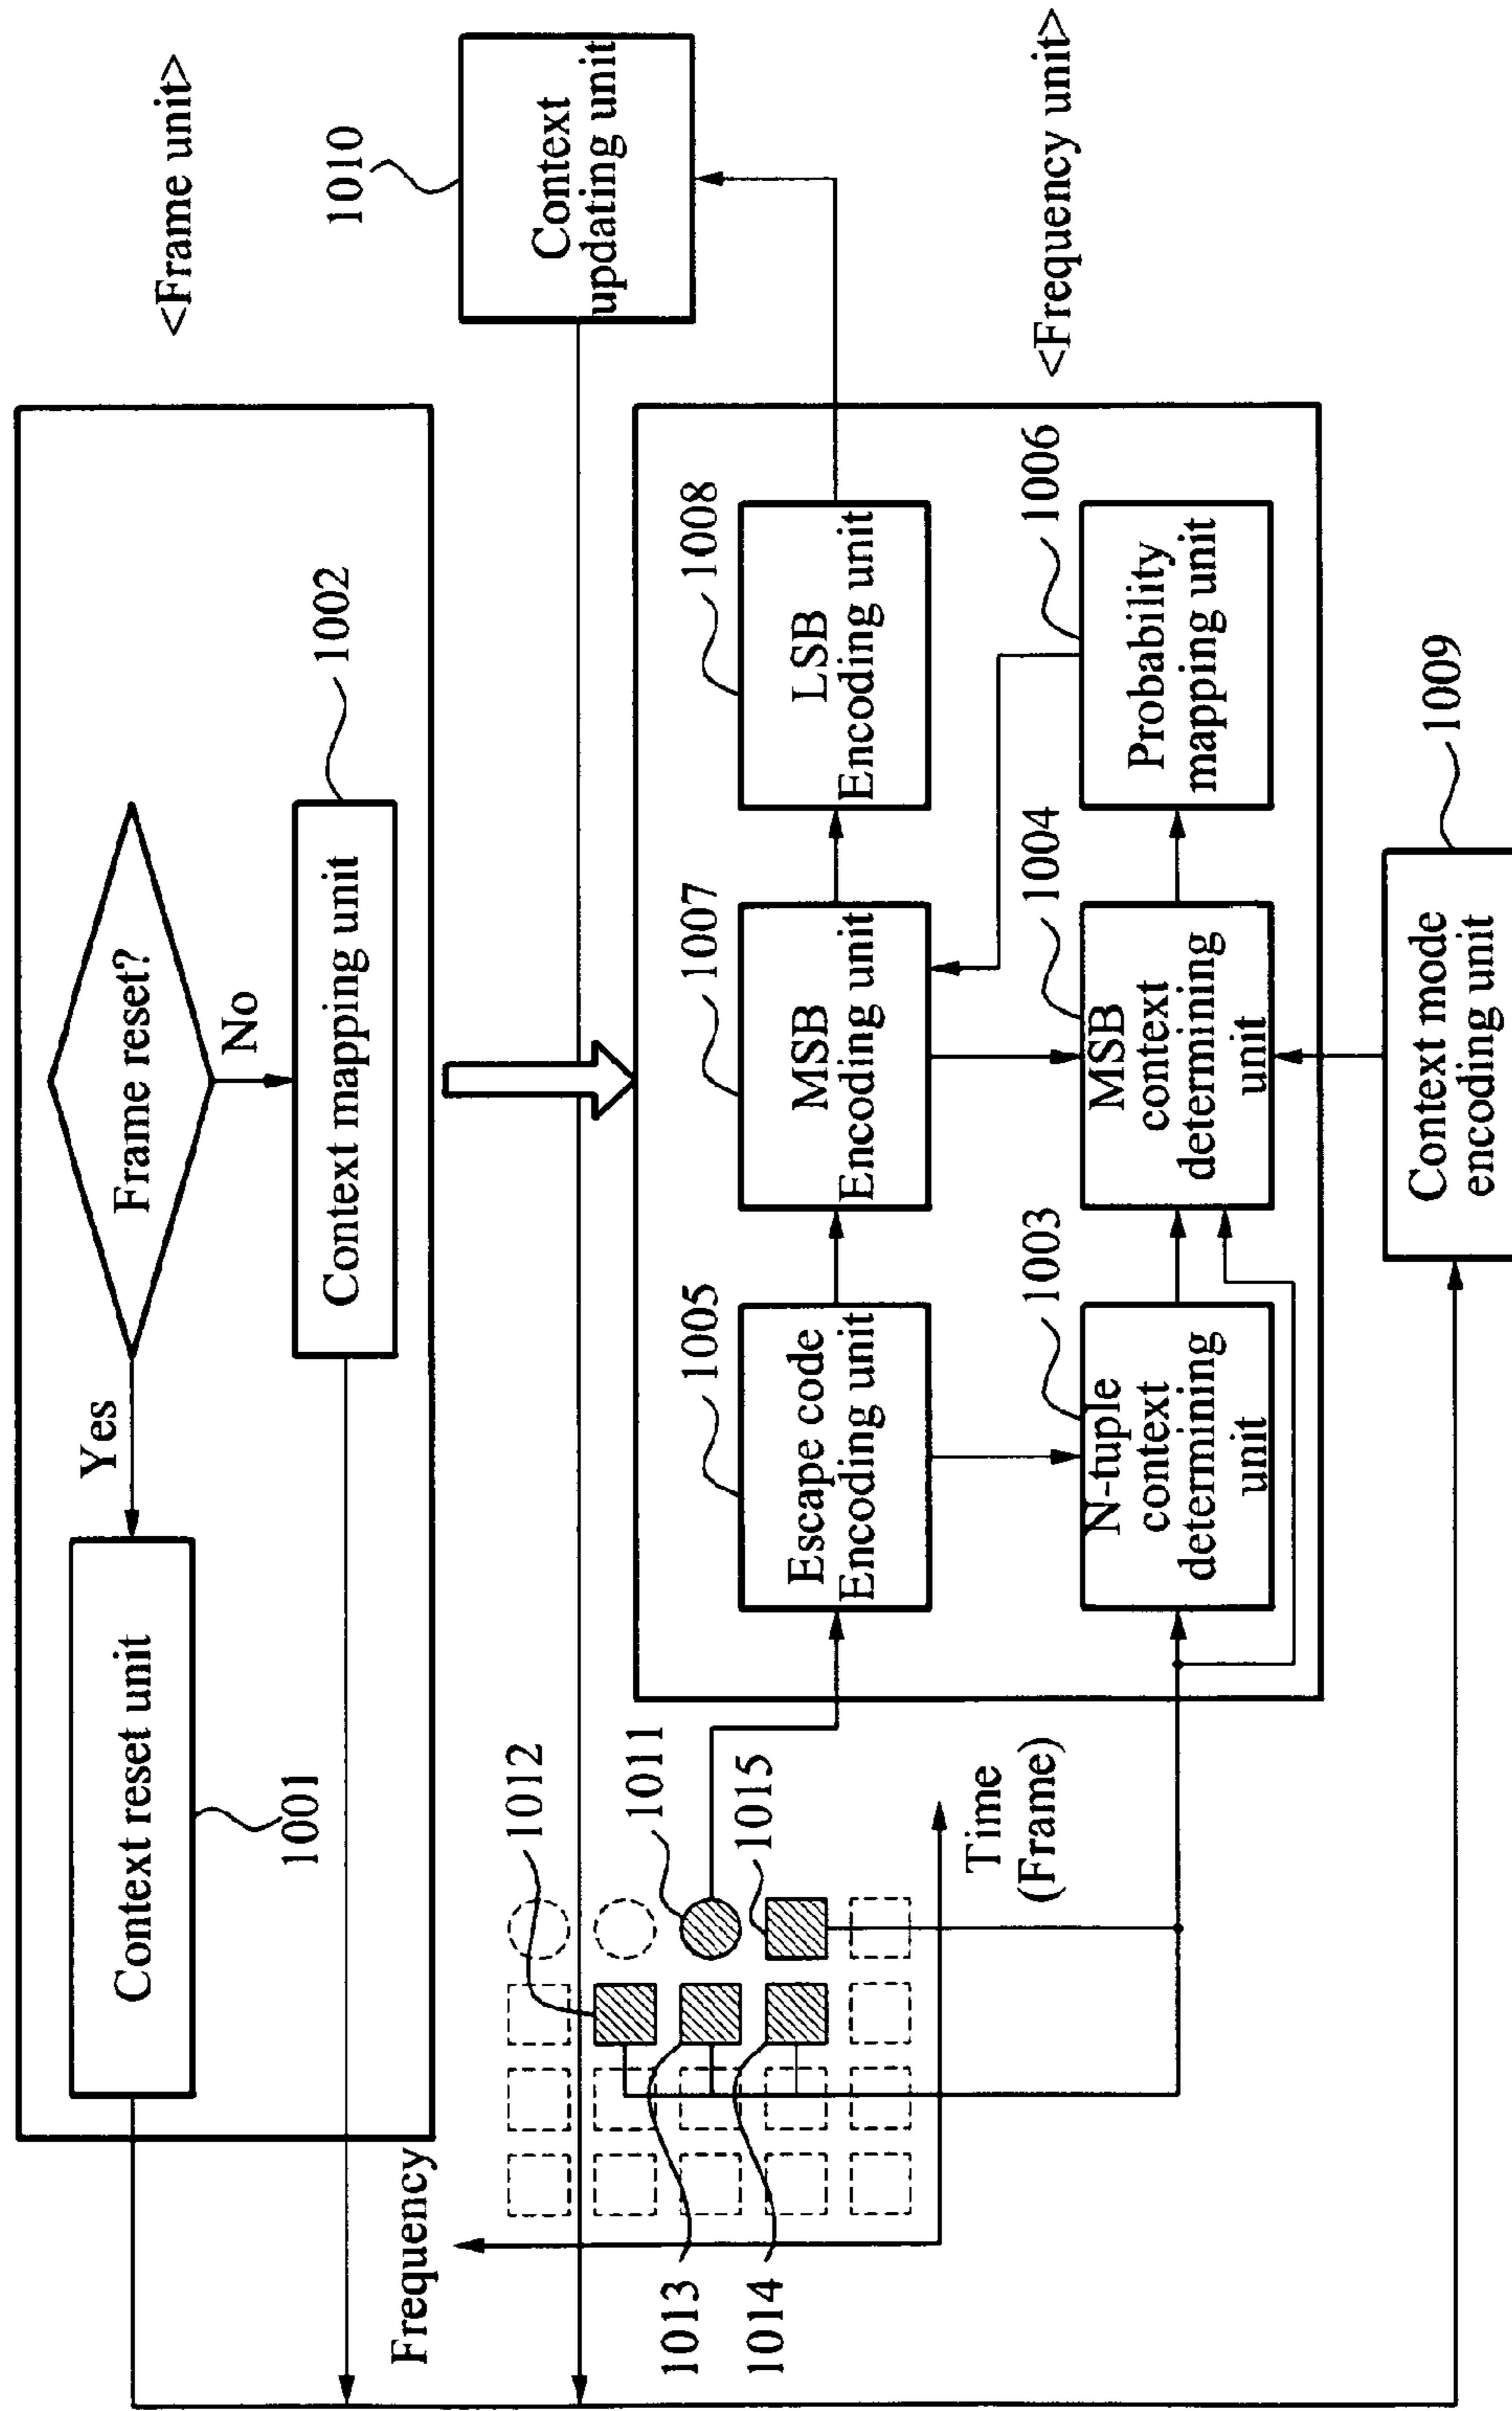 <Frame unit>
Frame reset?
Yes
No
Context reset unit
1001
Context mapping unit
1002
1010
Context
updating unit
<Frequency unit>
Frequency
Time
(Frame)
1012
1011
1015
1013
1014
1005
Escape code
Encoding unit
1007
MSB
Encoding unit
1008
LSB
Encoding unit
1003
N-tuple
context
determining
unit
1004
MSB
context
determining
unit
1006
Probability
mapping unit
Context mode
encoding unit
1009